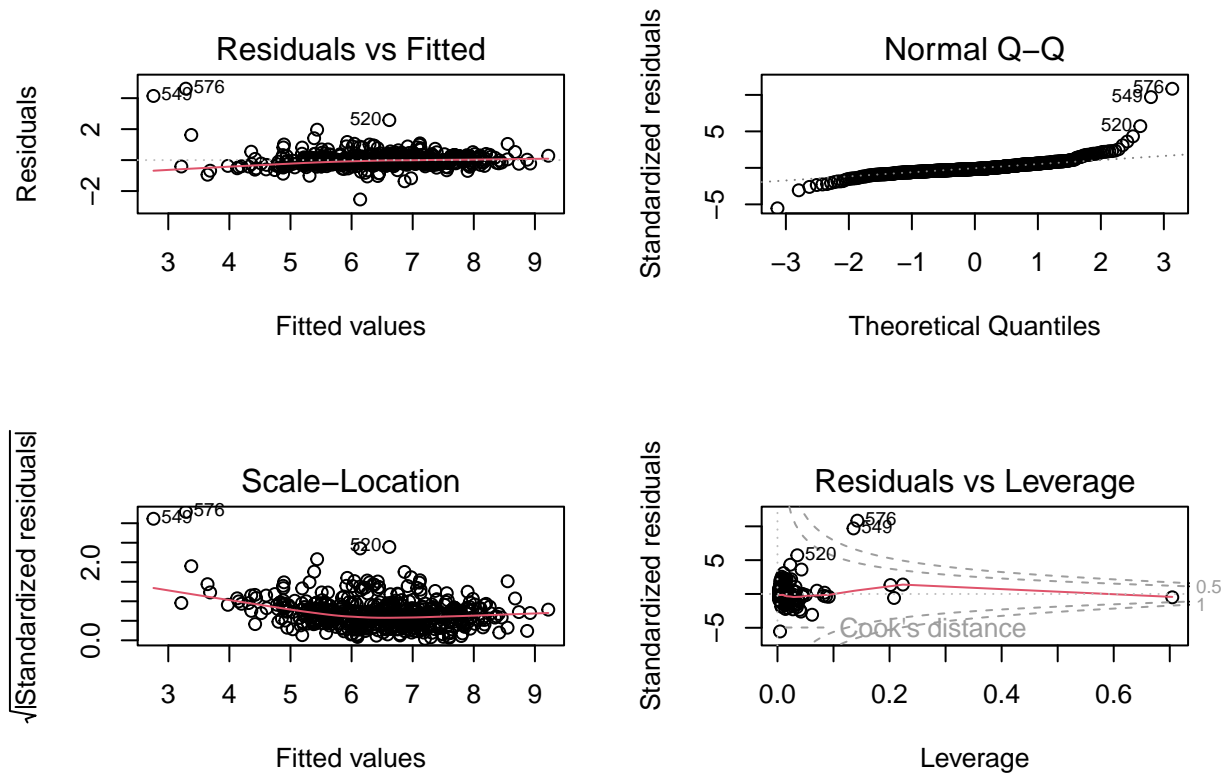 Residuals vs Fitted
Residuals
2
−2
549
576
520
3 4 5 6 7 8 9
Fitted values
Normal Q−Q
Standardized residuals
5
−5
576
549
520
−3 −2 −1 0 1 2 3
Theoretical Quantiles
Scale−Location
√|Standardized residuals|
2.0
0.0
549
576
520
3 4 5 6 7 8 9
Fitted values
Residuals vs Leverage
Standardized residuals
5
−5
576
549
520
Cook's distance
0.5
1
0.0 0.2 0.4 0.6
Leverage